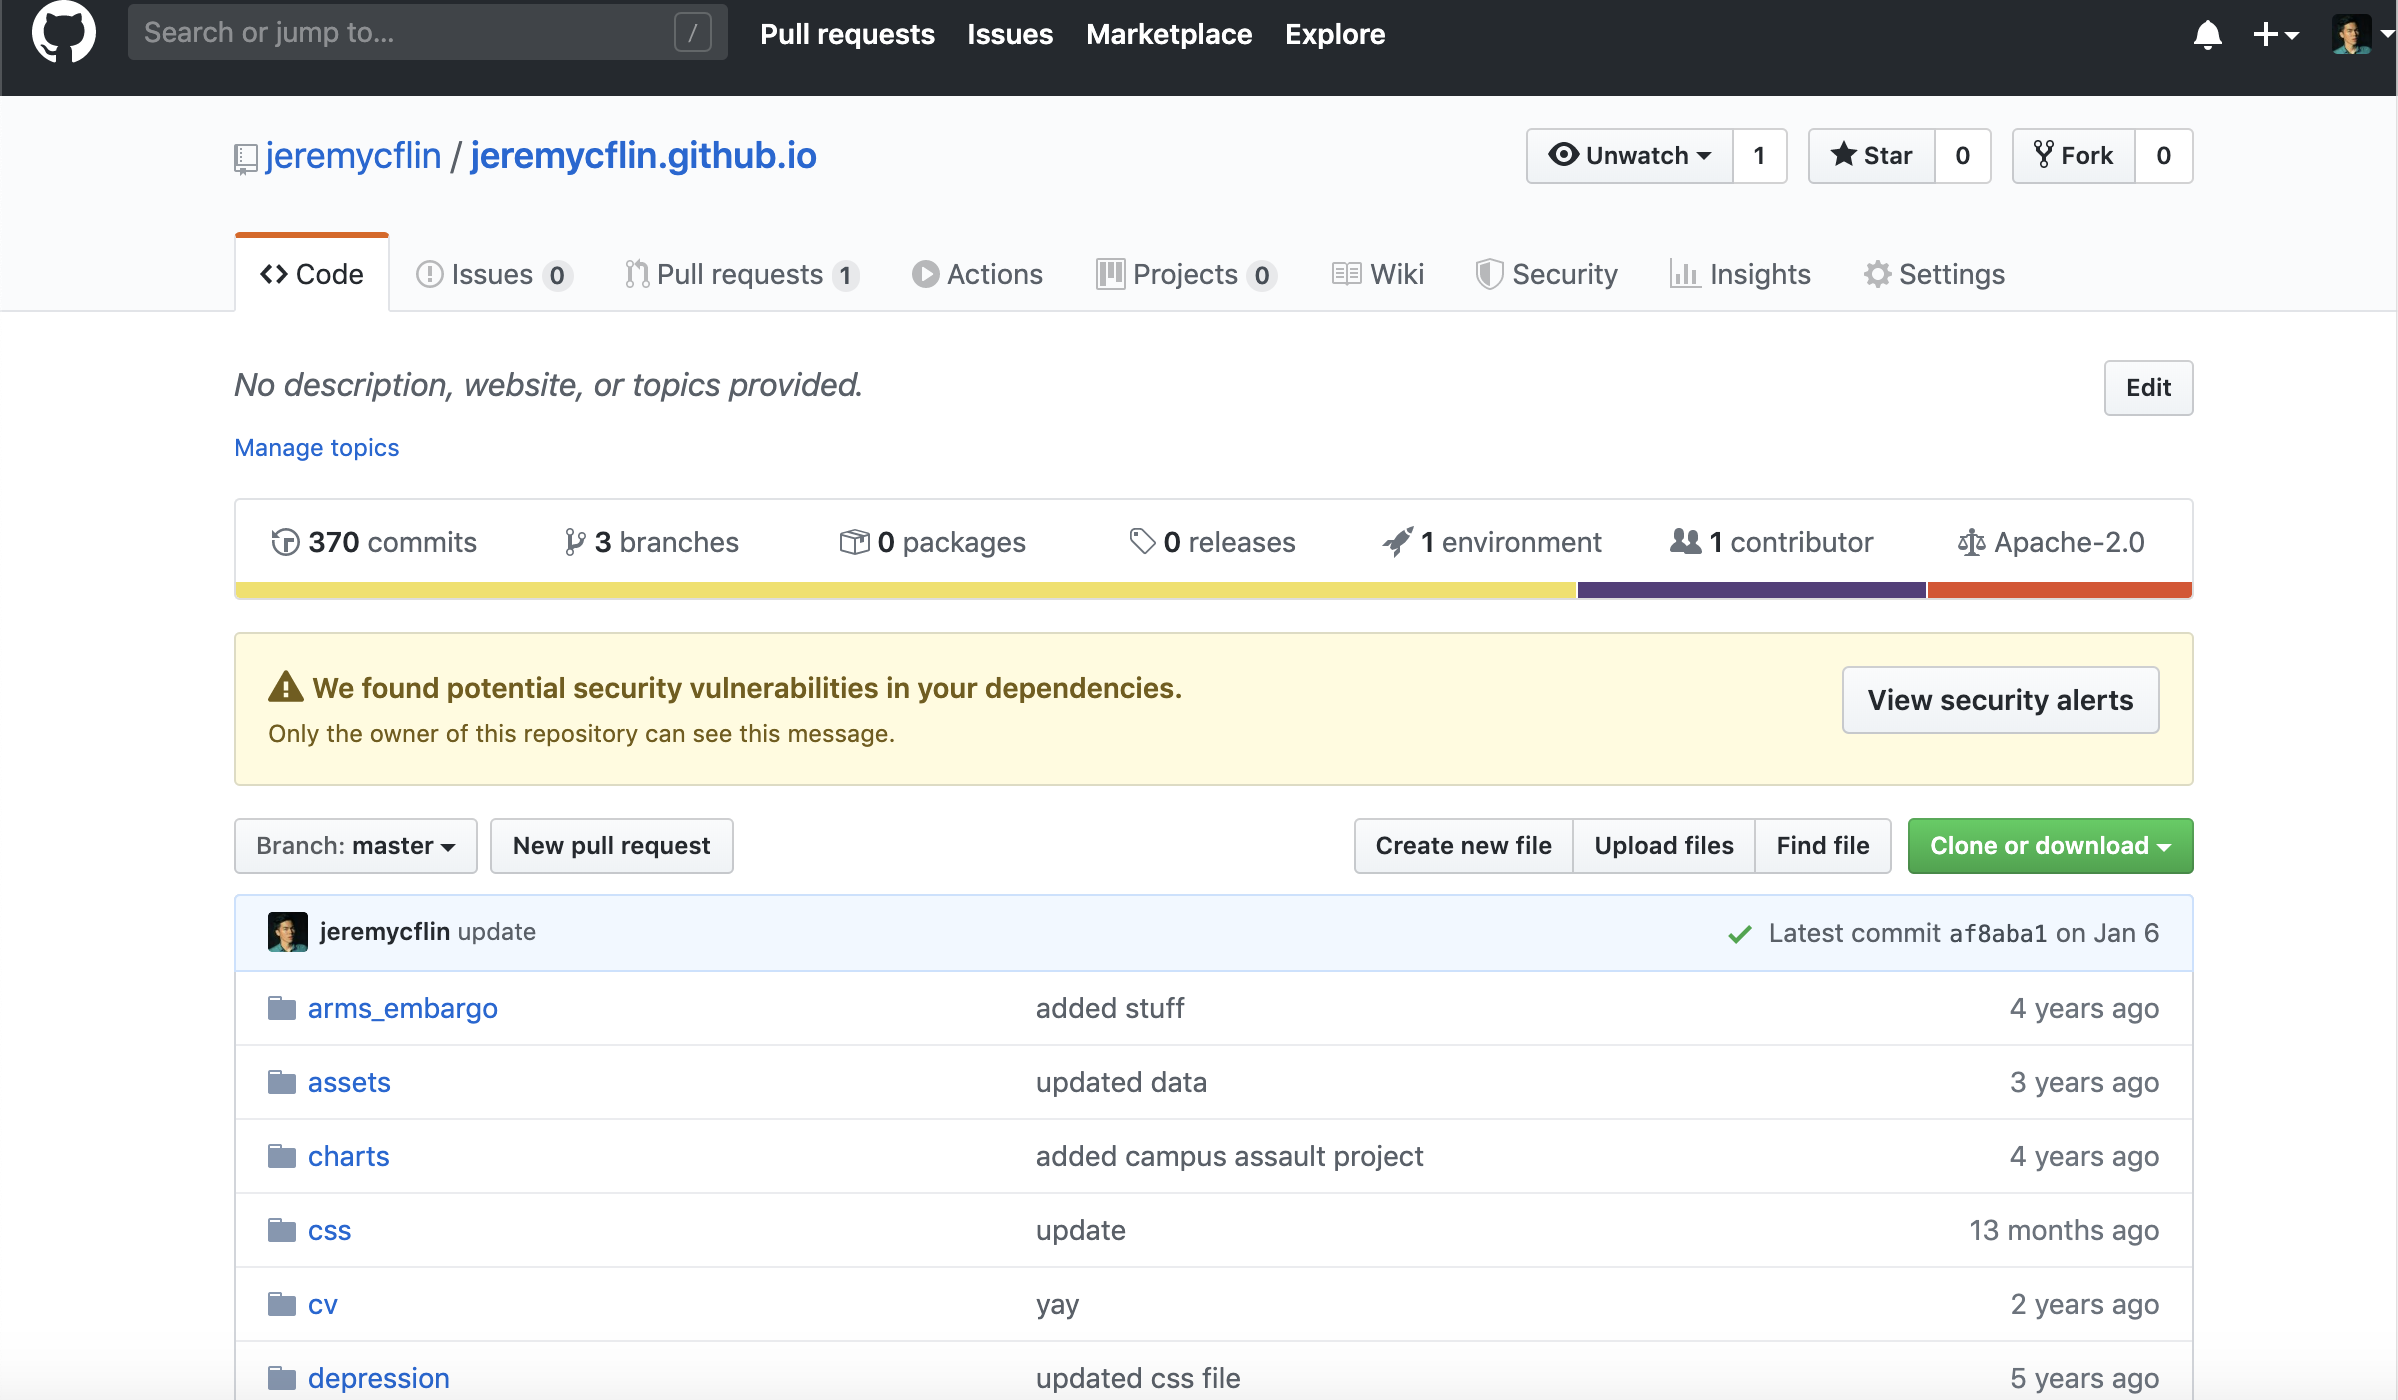 Search or jump to... / Pull requests Issues Marketplace Explore
jeremycflin / jeremycflin.github.io Unwatch 1 Star 0 Fork 0
Code Issues 0 Pull requests 1 Actions Projects 0 Wiki Security Insights Settings
No description, website, or topics provided. Edit
Manage topics
370 commits 3 branches 0 packages 0 releases 1 environment 1 contributor Apache-2.0
We found potential security vulnerabilities in your dependencies.
Only the owner of this repository can see this message.
View security alerts
Branch: master New pull request Create new file Upload files Find file Clone or download
jeremycflin update Latest commit af8aba1 on Jan 6
arms_embargo added stuff 4 years ago
assets updated data 3 years ago
charts added campus assault project 4 years ago
css update 13 months ago
cv yay 2 years ago
depression updated css file 5 years ago